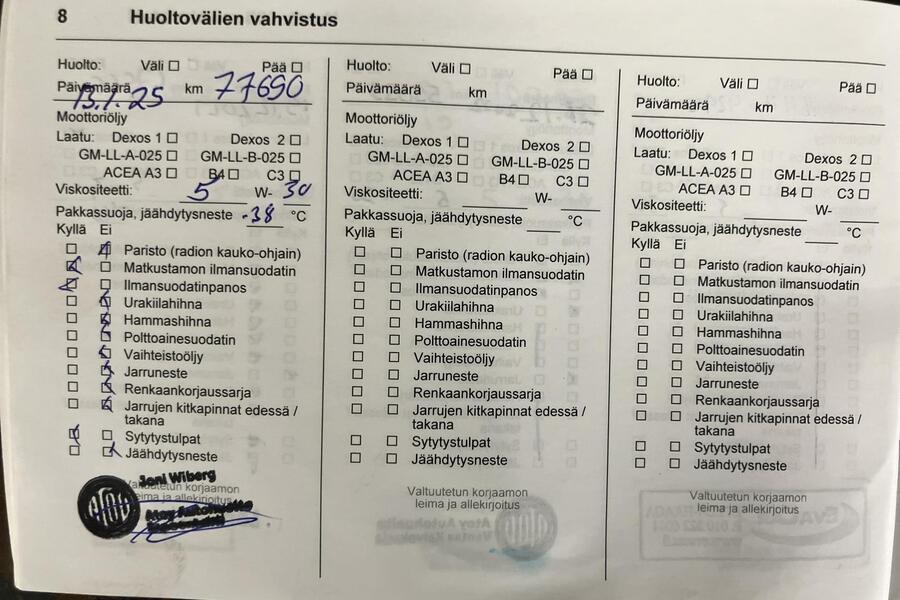 8 Huoltovälien vahvistus
Huolto: Väli ☐ Pää ☐
Päivämäärä 13.1.25 km 77690
Moottoriöljy
Laatu: Dexos 1 ☐ Dexos 2 ☐
GM-LL-A-025 ☐ GM-LL-B-025 ☐
ACEA A3 ☐ B4 ☐ C3 ☐
Viskositeetti: 5 W- 30
Pakkassuoja, jäähdytysneste -38 °C
Kyllä Ei
Paristo (radion kauko-ohjain)
Matkustamon ilmansuodatin
Ilmansuodatinpanos
Urakiilahihna
Hammashihna
Polttoainesuodatin
Vaihteistoöljy
Jarruneste
Renkaankorjaussarja
Jarrujen kitkapinnat edessä /
takana
Sytytystulpat
Jäähdytysneste
Joni Wiberg
Valtuutetun korjaamon
leima ja allekirjoitus
Atoy Autohuolto
Huolto: Väli ☐ Pää ☐
Päivämäärä km
Moottoriöljy
Laatu: Dexos 1 ☐ Dexos 2 ☐
GM-LL-A-025 ☐ GM-LL-B-025 ☐
ACEA A3 ☐ B4 ☐ C3 ☐
Viskositeetti: W-
Pakkassuoja, jäähdytysneste °C
Kyllä Ei
☐ ☐ Paristo (radion kauko-ohjain)
☐ ☐ Matkustamon ilmansuodatin
☐ ☐ Ilmansuodatinpanos
☐ ☐ Urakiilahihna
☐ ☐ Hammashihna
☐ ☐ Polttoainesuodatin
☐ ☐ Vaihteistoöljy
☐ ☐ Jarruneste
☐ ☐ Renkaankorjaussarja
☐ ☐ Jarrujen kitkapinnat edessä /
takana
☐ ☐ Sytytystulpat
☐ ☐ Jäähdytysneste
Valtuutetun korjaamon
leima ja allekirjoitus
Huolto: Väli ☐ Pää ☐
Päivämäärä km
Moottoriöljy
Laatu: Dexos 1 ☐ Dexos 2 ☐
GM-LL-A-025 ☐ GM-LL-B-025 ☐
ACEA A3 ☐ B4 ☐ C3 ☐
Viskositeetti: W-
Pakkassuoja, jäähdytysneste °C
Kyllä Ei
☐ ☐ Paristo (radion kauko-ohjain)
☐ ☐ Matkustamon ilmansuodatin
☐ ☐ Ilmansuodatinpanos
☐ ☐ Urakiilahihna
☐ ☐ Hammashihna
☐ ☐ Polttoainesuodatin
☐ ☐ Vaihteistoöljy
☐ ☐ Jarruneste
☐ ☐ Renkaankorjaussarja
☐ ☐ Jarrujen kitkapinnat edessä /
takana
☐ ☐ Sytytystulpat
☐ ☐ Jäähdytysneste
Valtuutetun korjaamon
leima ja allekirjoitus